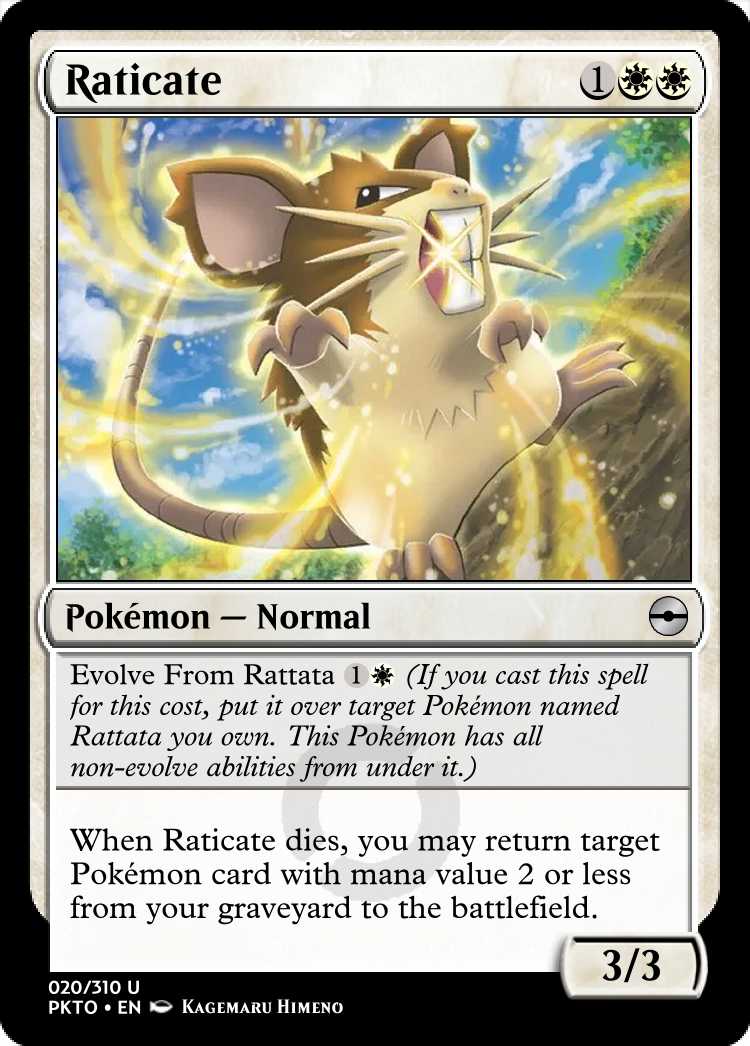 Raticate 1
Pokémon — Normal
Evolve From Rattata 1 (If you cast this spell
for this cost, put it over target Pokémon named
Rattata you own. This Pokémon has all
non-evolve abilities from under it.)
When Raticate dies, you may return target
Pokémon card with mana value 2 or less
from your graveyard to the battlefield.
3/3
020/310 U
PKTO • EN Kagemaru Himeno